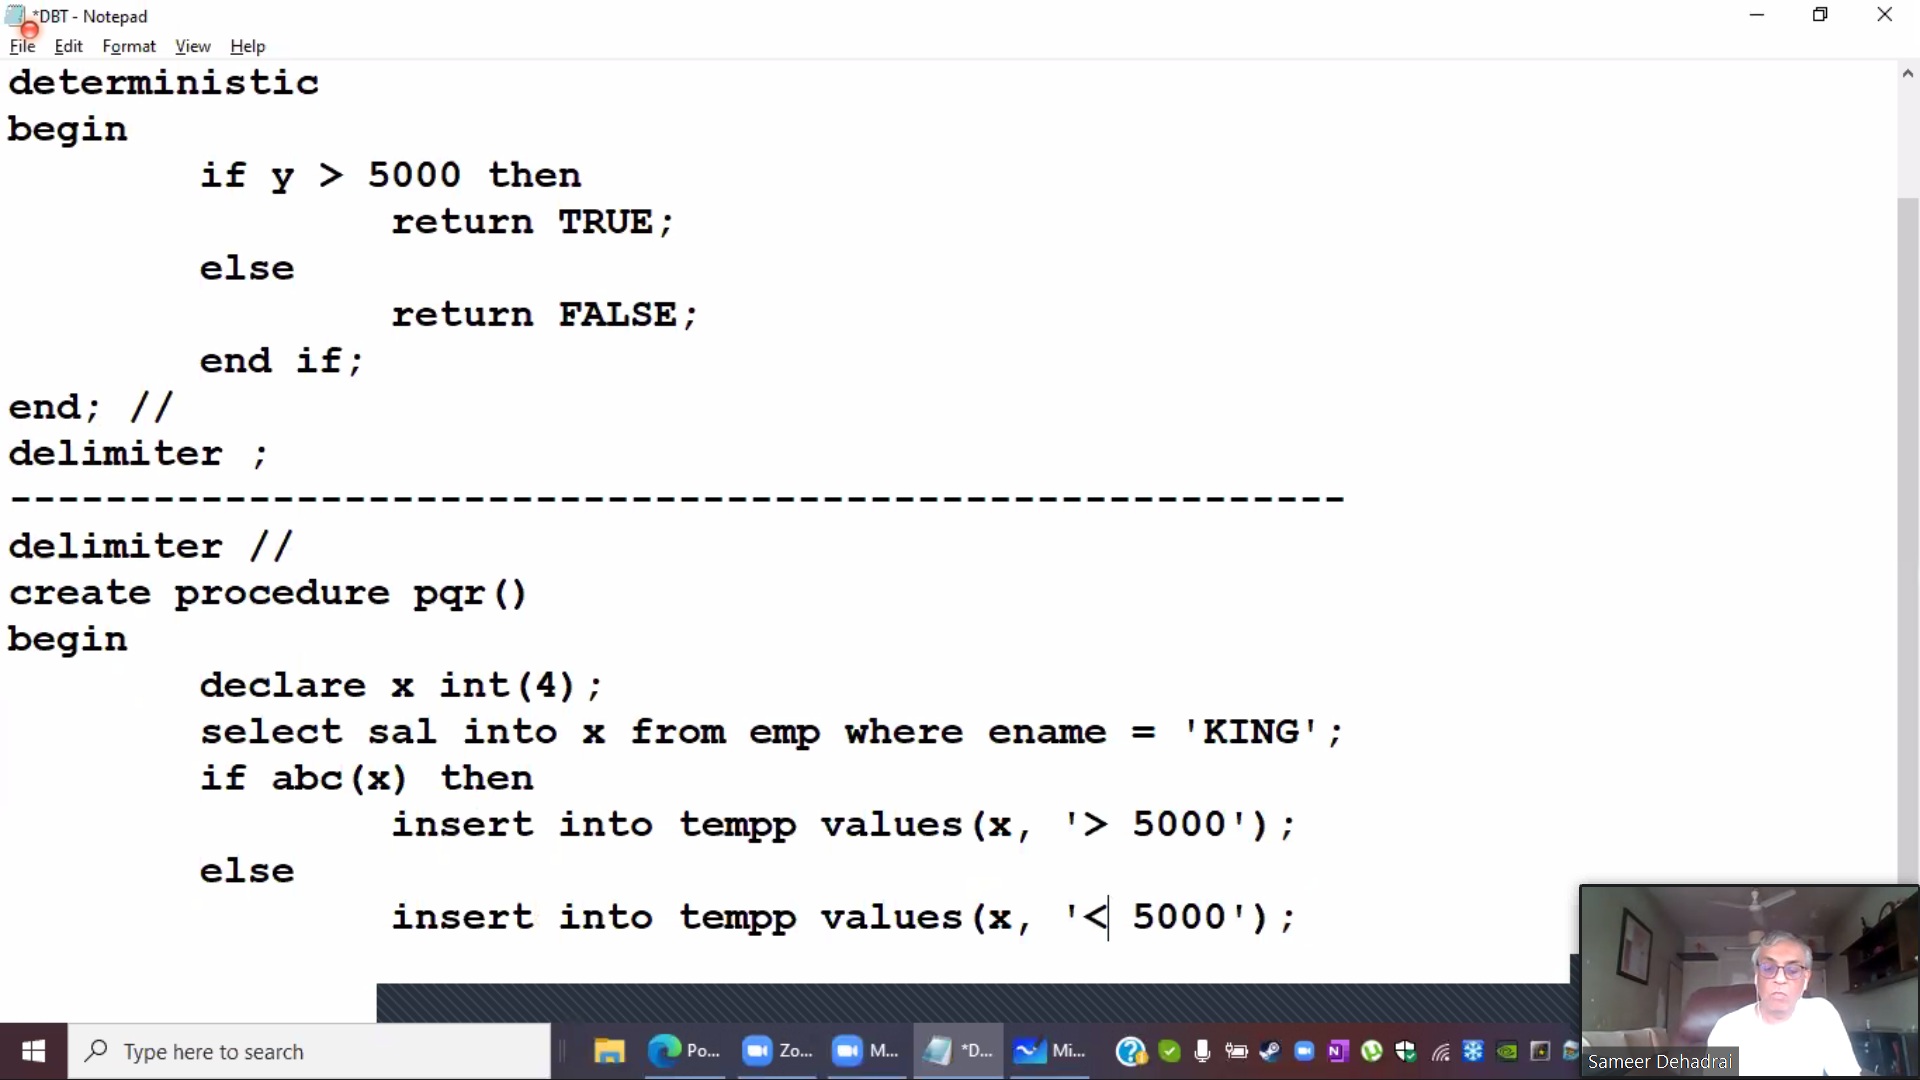 *DBT - Notepad
File Edit Format View Help
deterministic
begin
if y > 5000 then
return TRUE;
else
return FALSE;
end if;
end; //
delimiter ;
--------------------------------------------------------
delimiter //
create procedure pqr()
begin
declare x int(4);
select sal into x from emp where ename = 'KING';
if abc(x) then
insert into tempp values(x, '> 5000');
else
insert into tempp values(x, '< 5000');
Type here to search
Po...
Zo...
M...
*D...
Mi...
Sameer Dehadrai